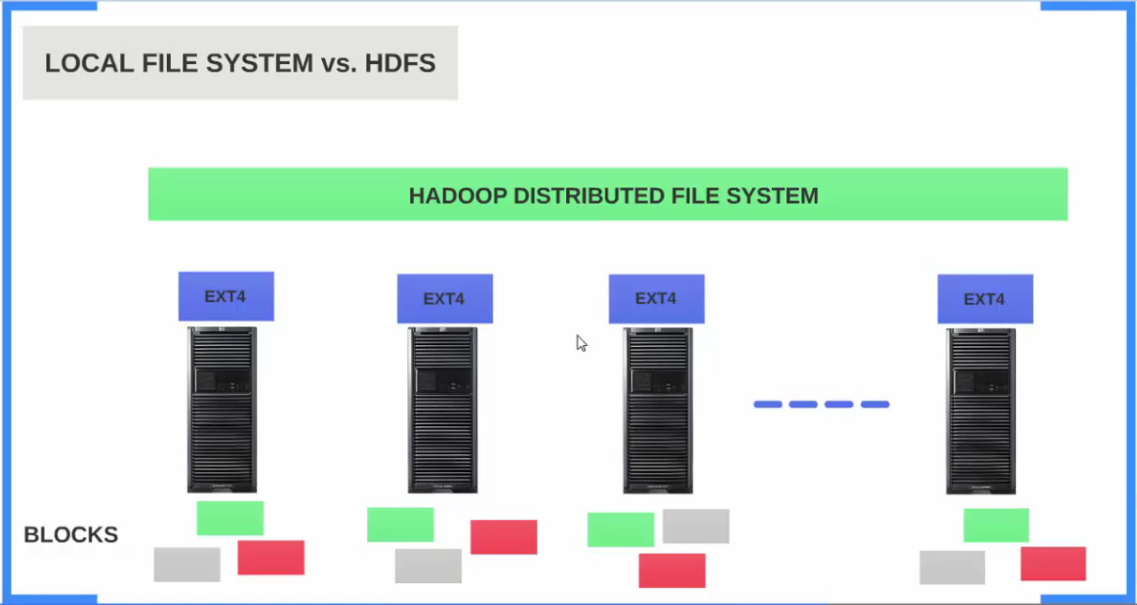 LOCAL FILE SYSTEM vs. HDFS
HADOOP DISTRIBUTED FILE SYSTEM
EXT4
EXT4
EXT4
EXT4
BLOCKS